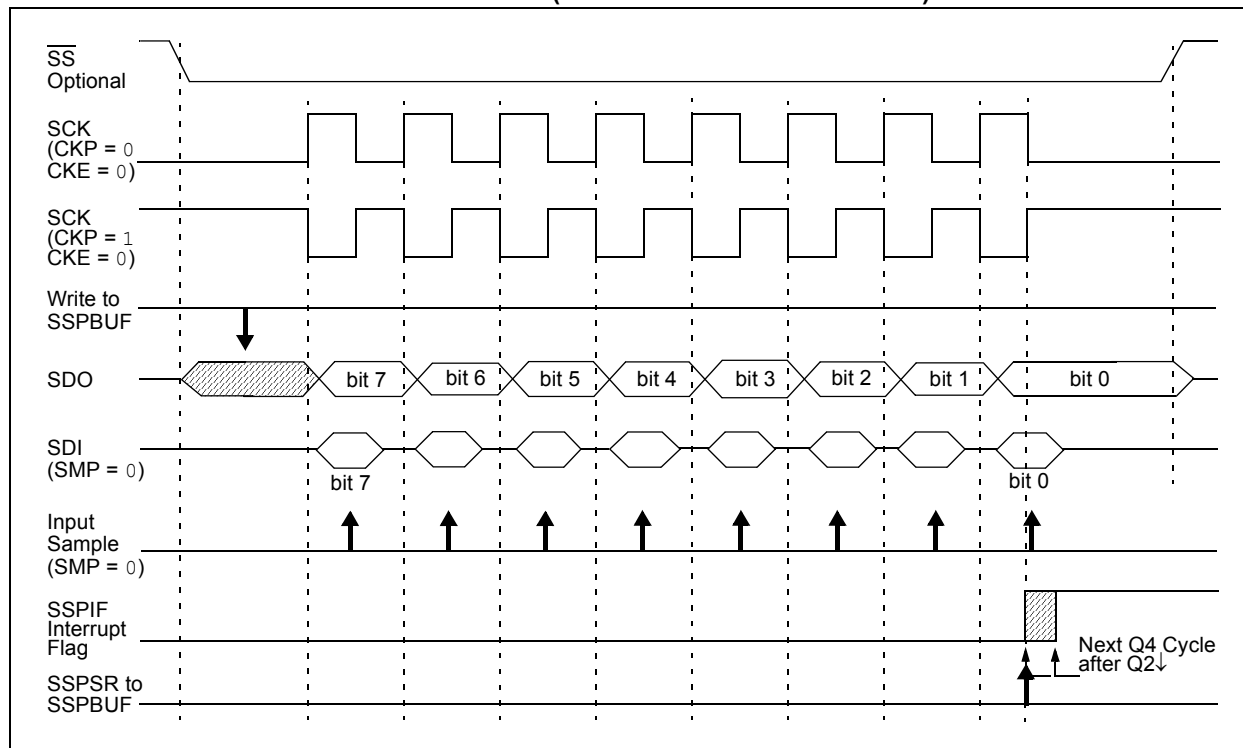 SS
Optional
SCK
(CKP = 0
CKE = 0)
SCK
(CKP = 1
CKE = 0)
Write to
SSPBUF
SDO
bit 7
bit 6
bit 5
bit 4
bit 3
bit 2
bit 1
bit 0
SDI
(SMP = 0)
bit 7
bit 0
Input
Sample
(SMP = 0)
SSPIF
Interrupt
Flag
Next Q4 Cycle
after Q2↓
SSPSR to
SSPBUF